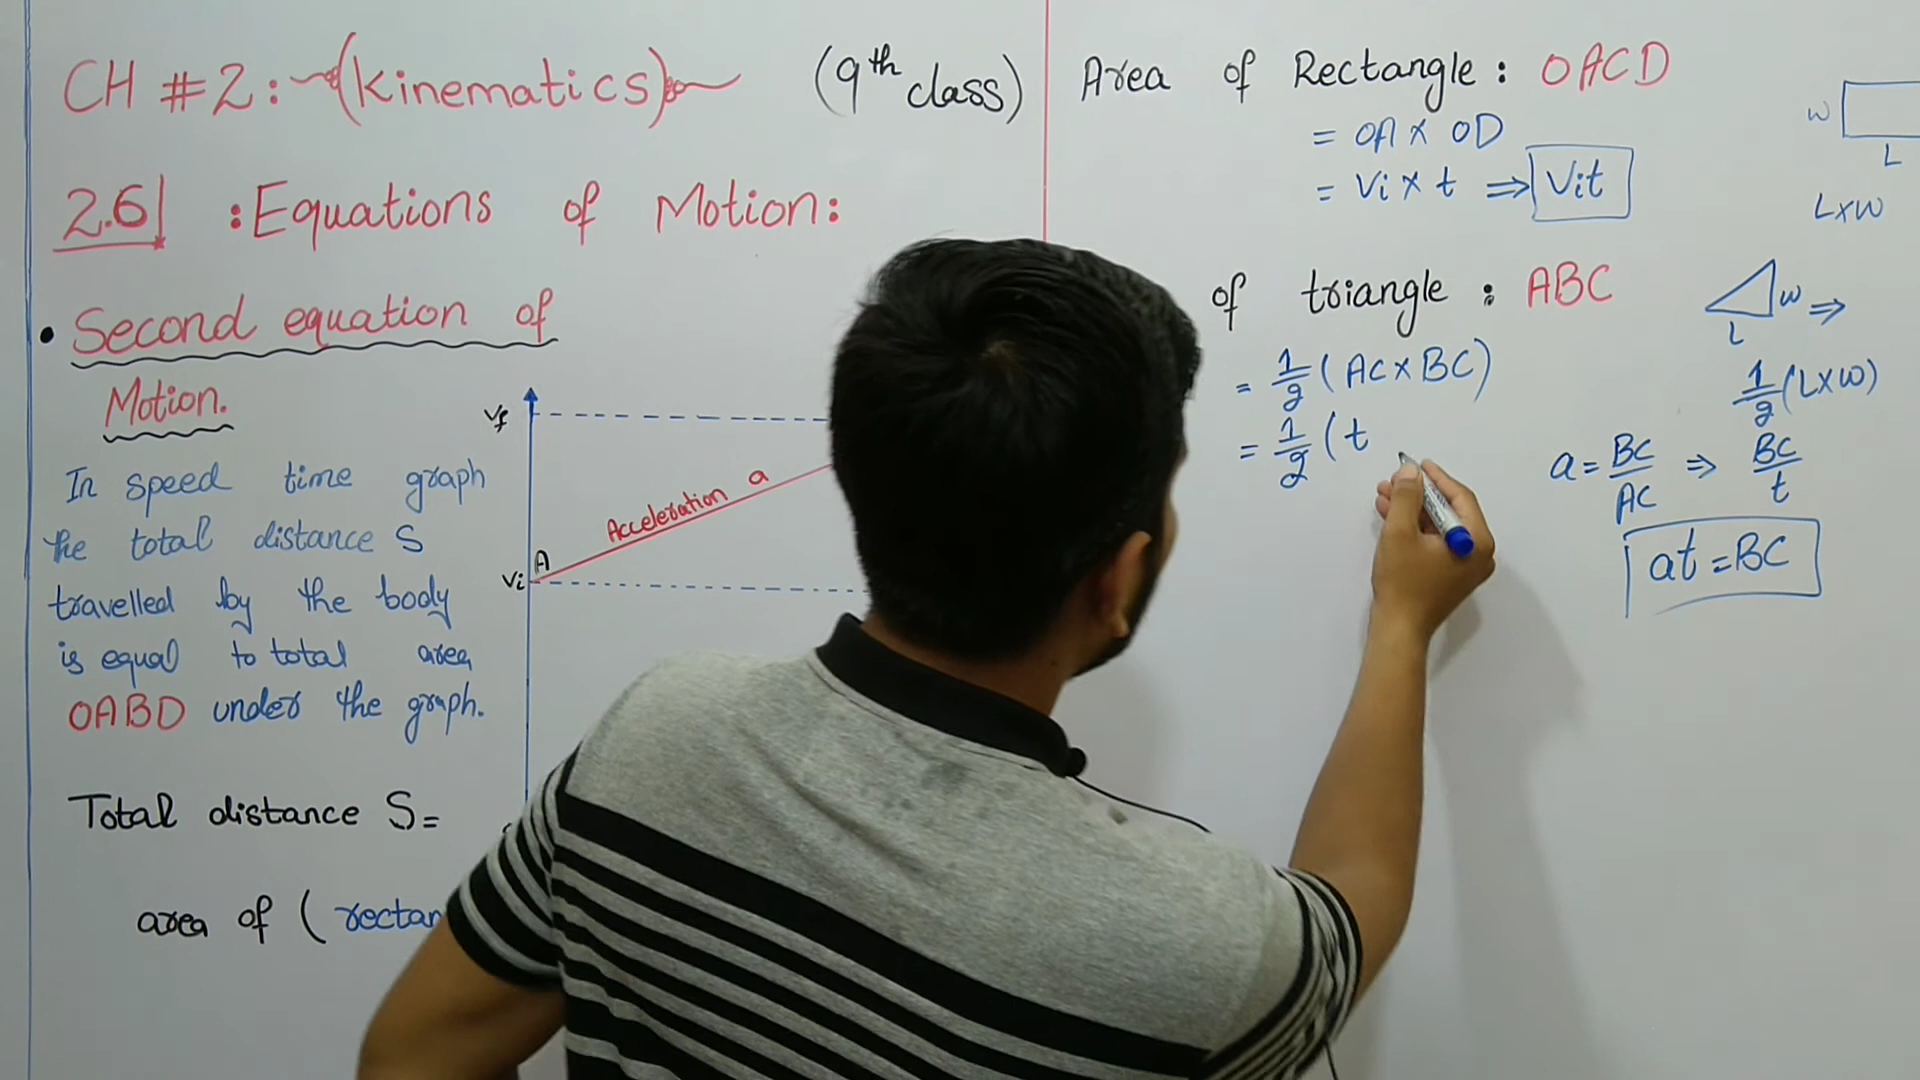 CH #2: (Kinematics) (9th class)
2.6 :Equations of Motion:
• Second equation of
Motion.
In speed time graph
the total distance S
travelled by the body
is equal to total area
OABD under the graph.
Total distance S=
area of (
Vf
Acceleration a
A
Vi
Area of Rectangle: OACD
= OA × OD
= Vi × t ⇒ Vit
W
L
L×W
of triangle: ABC
= 1/2 (AC × BC)
= 1/2 (t
W ⇒
L
1/2 (L×W)
a = BC/AC ⇒ BC/t
at = BC